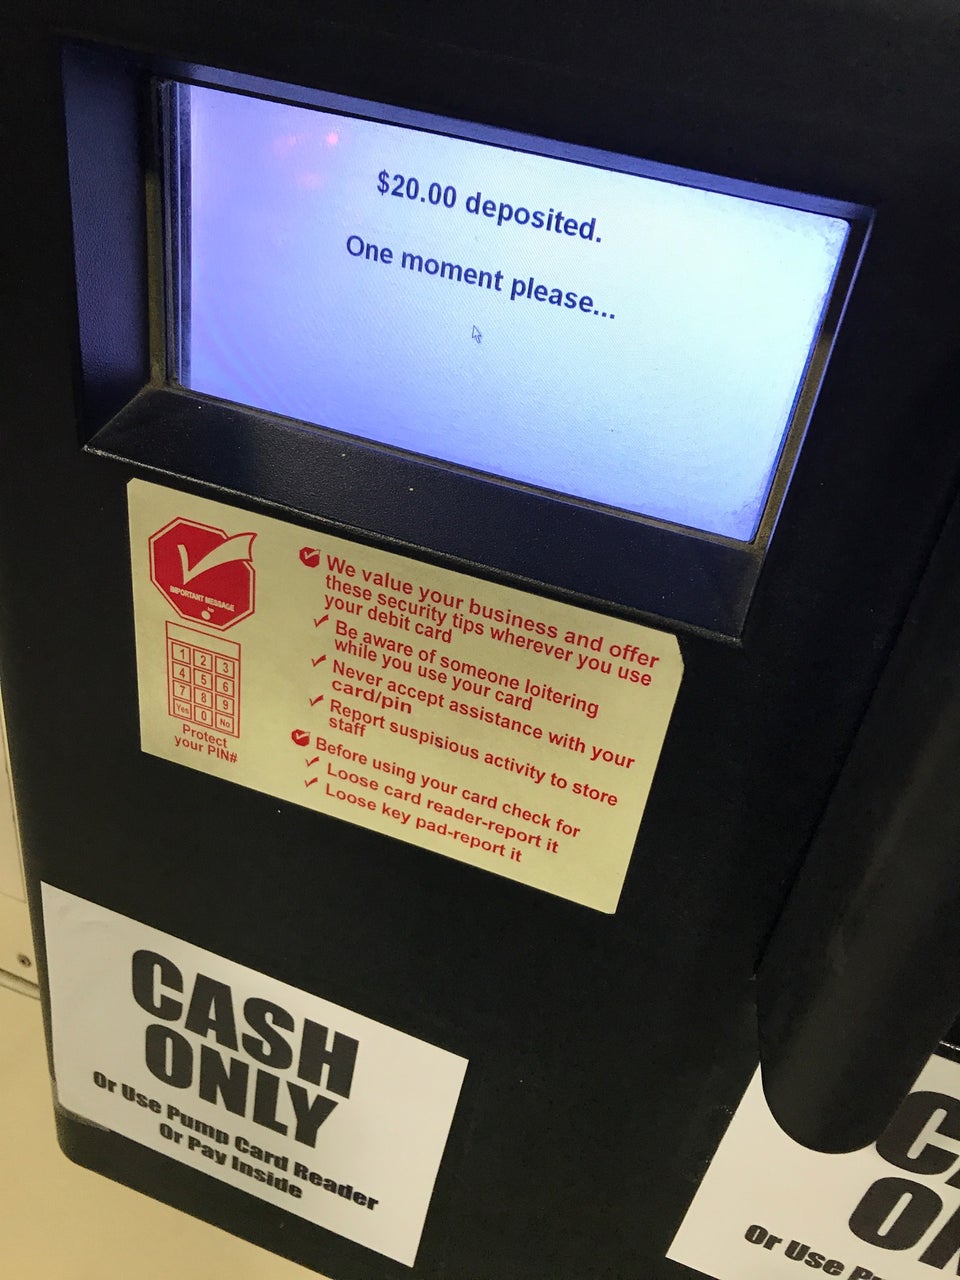 $20.00 deposited.
One moment please...
IMPORTANT MESSAGE
1 2 3
4 5 6
7 8 9
Yes 0 No
Protect
your PIN#
We value your business and offer
these security tips wherever you use
your debit card
Be aware of someone loitering
while you use your card
Never accept assistance with your
card/pin
Report suspisious activity to store
staff
Before using your card check for
Loose card reader-report it
Loose key pad-report it
CASH
ONLY
Or Use Pump Card Reader
Or Pay Inside
Or Use